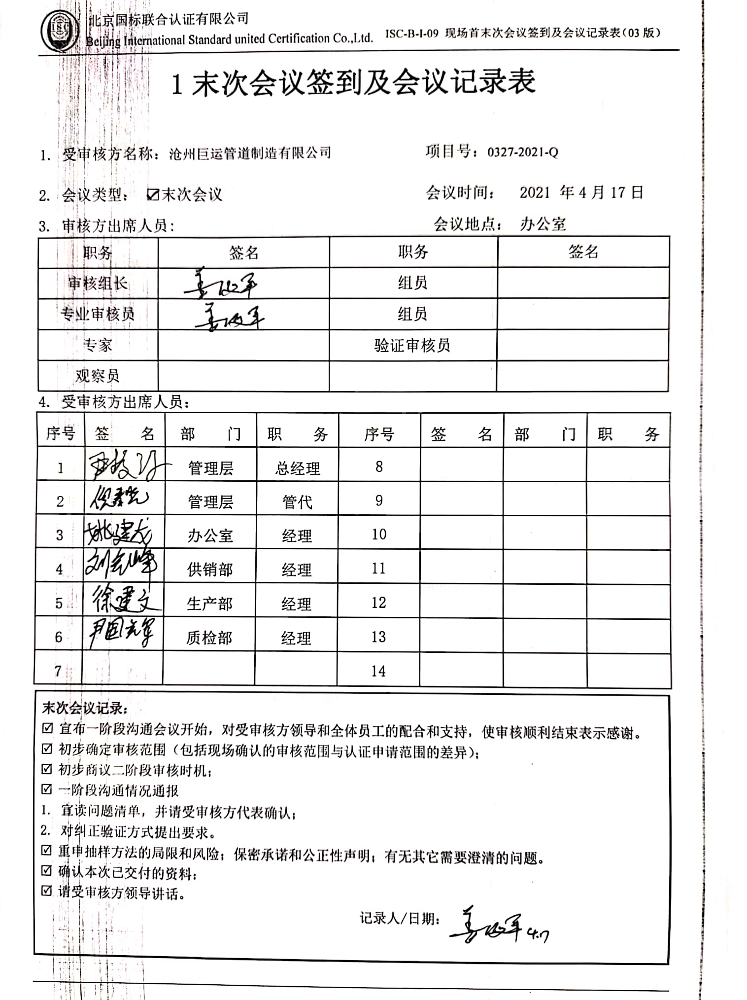 ISC
北京国标联合认证有限公司
Beijing International Standard united Certification Co.,Ltd.
ISC-B-I-09 现场首末次会议签到及会议记录表(03 版)
1 末次会议签到及会议记录表
1. 受审核方名称: 沧州巨运管道制造有限公司 项目号: 0327-2021-Q
2. 会议类型: ☑末次会议 会议时间: 2021 年 4 月 17 日
3. 审核方出席人员: 会议地点: 办公室
职务 签名 职务 签名
审核组长 组员
专业审核员 组员
专家 验证审核员
观察员
4. 受审核方出席人员:
序号 签 名 部 门 职 务 序号 签 名 部 门 职 务
1 管理层 总经理 8
2 管理层 管代 9
3 姚建龙 办公室 经理 10
4 刘会峰 供销部 经理 11
5 徐建文 生产部 经理 12
6 尹国辉 质检部 经理 13
7 14
末次会议记录:
☑ 宣布一阶段沟通会议开始，对受审核方领导和全体员工的配合和支持，使审核顺利结束表示感谢。
☑ 初步确定审核范围（包括现场确认的审核范围与认证申请范围的差异）;
☑ 初步商议二阶段审核时机;
☑ 一阶段沟通情况通报
1. 宣读问题清单，并请受审核方代表确认;
2. 对纠正验证方式提出要求。
☑ 重申抽样方法的局限和风险; 保密承诺和公正性声明; 有无其它需要澄清的问题。
☑ 确认本次已交付的资料:
☑ 请受审核方领导讲话。
记录人/日期: